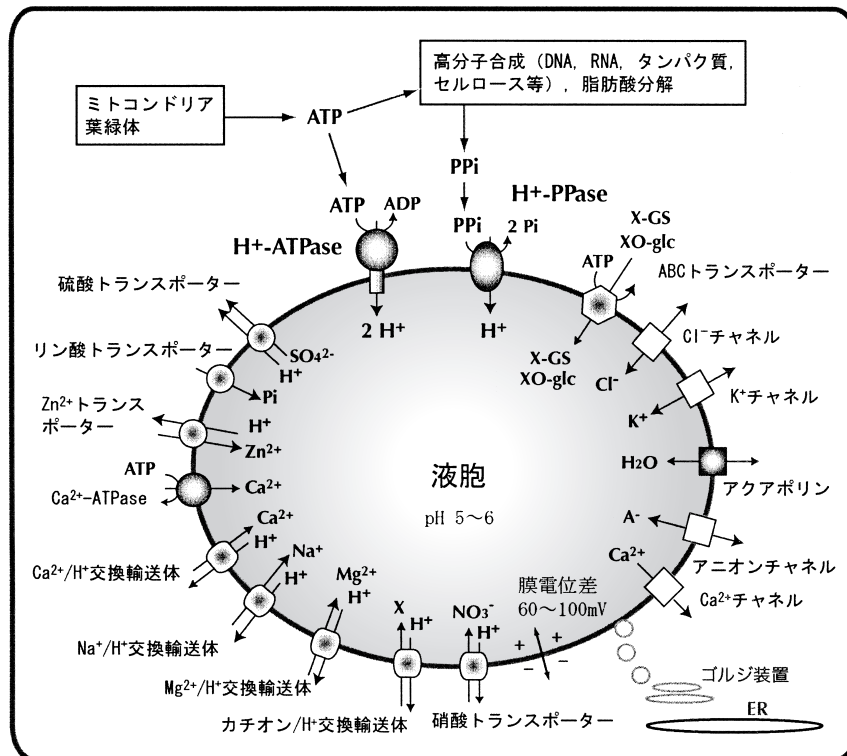 高分子合成（DNA, RNA, タンパク質,
セルロース等）, 脂肪酸分解
ミトコンドリア
葉緑体
ATP
PPi
H+-PPase
ATP
ADP
PPi
2 Pi
X-GS
XO-glc
H+-ATPase
ATP
ABCトランスポーター
硫酸トランスポーター
2 H+
H+
Cl⁻チャネル
リン酸トランスポーター
SO₄²⁻
H+
X-GS
XO-glc
Cl⁻
Pi
K⁺チャネル
Zn²⁺トランス
ポーター
H+
K⁺
Zn²⁺
ATP
液胞
H₂O
アクアポリン
Ca²⁺-ATPase
Ca²⁺
pH 5～6
A⁻
Ca²⁺
H+
アニオンチャネル
Ca²⁺/H⁺交換輸送体
Na⁺
H+
Ca²⁺
Mg²⁺
H+
膜電位差
60～100mV
Ca²⁺チャネル
X
H+
NO₃⁻
H+
Na⁺/H⁺交換輸送体
+ +
− −
ゴルジ装置
Mg²⁺/H⁺交換輸送体
ER
カチオン/H⁺交換輸送体
硝酸トランスポーター